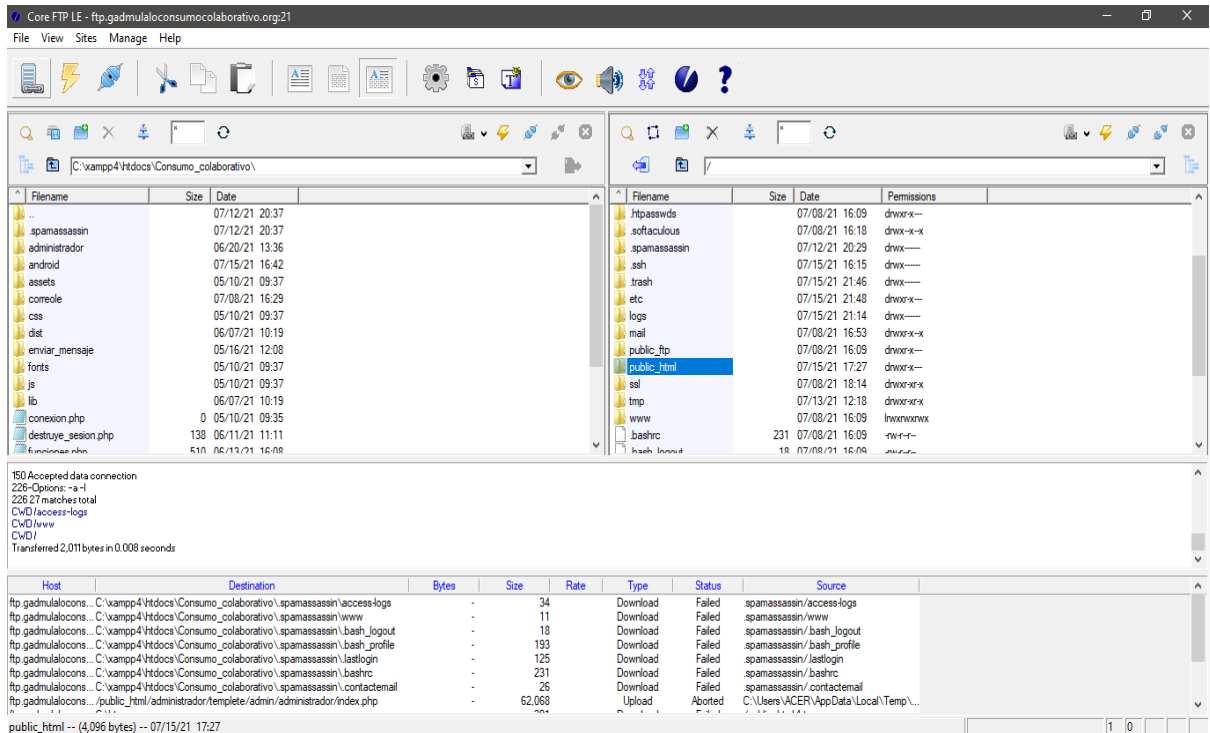 Core FTP LE - ftp.gadmulaloconsumocolaborativo.org:21
File View Sites Manage Help
C:\xampp4\htdocs\Consumo_colaborativo\
/
Filename Size Date
.. 07/12/21 20:37
.spamassassin 07/12/21 20:37
administrador 06/20/21 13:36
android 07/15/21 16:42
assets 05/10/21 09:37
correole 07/08/21 16:29
css 05/10/21 09:37
dist 06/07/21 10:19
enviar_mensaje 05/16/21 12:08
fonts 05/10/21 09:37
js 05/10/21 09:37
lib 06/07/21 10:19
conexion.php 0 05/10/21 09:35
destruye_sesion.php 138 06/11/21 11:11
funciones.php 510 06/13/21 16:08
Filename Size Date Permissions
.htpasswds 07/08/21 16:09 drwxr-x---
.softaculous 07/08/21 16:18 drwx--x--x
.spamassassin 07/12/21 20:29 drwx------
.ssh 07/15/21 16:15 drwx------
.trash 07/15/21 21:46 drwx------
etc 07/15/21 21:48 drwxr-x---
logs 07/15/21 21:14 drwx------
mail 07/08/21 16:53 drwxr-x--x
public_ftp 07/08/21 16:09 drwxr-x---
public_html 07/15/21 17:27 drwxr-x---
ssl 07/08/21 18:14 drwxr-xr-x
tmp 07/13/21 12:18 drwxr-xr-x
www 07/08/21 16:09 lrwxrwxrwx
.bashrc 231 07/08/21 16:09 -rw-r--r--
.bash_logout 18 07/08/21 16:09 -rw-r--r--
150 Accepted data connection
226-Options: -a -l
226 27 matches total
CWD /access-logs
CWD /www
CWD /
Transferred 2,011 bytes in 0.008 seconds
Host Destination Bytes Size Rate Type Status Source
ftp.gadmulalocons... C:\xampp4\htdocs\Consumo_colaborativo\.spamassassin\access-logs - 34 Download Failed .spamassassin/access-logs
ftp.gadmulalocons... C:\xampp4\htdocs\Consumo_colaborativo\.spamassassin\www - 11 Download Failed .spamassassin/www
ftp.gadmulalocons... C:\xampp4\htdocs\Consumo_colaborativo\.spamassassin\.bash_logout - 18 Download Failed .spamassassin/.bash_logout
ftp.gadmulalocons... C:\xampp4\htdocs\Consumo_colaborativo\.spamassassin\.bash_profile - 193 Download Failed .spamassassin/.bash_profile
ftp.gadmulalocons... C:\xampp4\htdocs\Consumo_colaborativo\.spamassassin\.lastlogin - 125 Download Failed .spamassassin/.lastlogin
ftp.gadmulalocons... C:\xampp4\htdocs\Consumo_colaborativo\.spamassassin\.bashrc - 231 Download Failed .spamassassin/.bashrc
ftp.gadmulalocons... C:\xampp4\htdocs\Consumo_colaborativo\.spamassassin\.contactemail - 26 Download Failed .spamassassin/.contactemail
ftp.gadmulalocons... /public_html/administrador/templete/admin/administrador/index.php - 62,068 Upload Aborted C:\Users\ACER\AppData\Local\Temp\...
public_html -- (4,096 bytes) -- 07/15/21 17:27
1 0